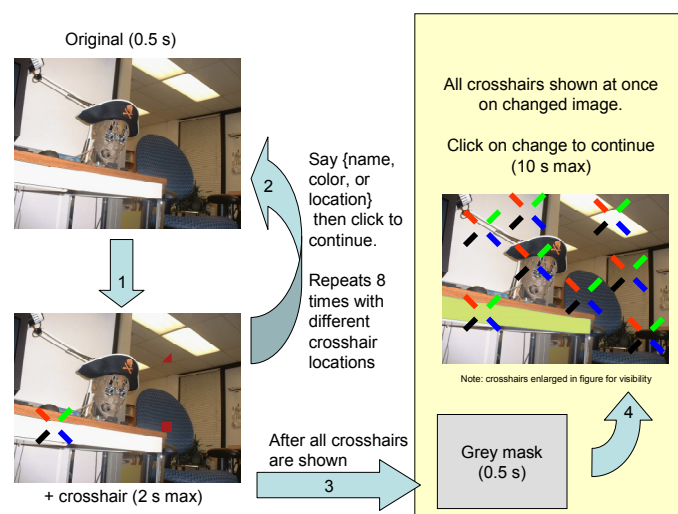 Original (0.5 s)
1
+ crosshair (2 s max)
2
Say {name,
color, or
location}
then click to
continue.
Repeats 8
times with
different
crosshair
locations
After all crosshairs
are shown
3
All crosshairs shown at once
on changed image.
Click on change to continue
(10 s max)
Note: crosshairs enlarged in figure for visibility
Grey mask
(0.5 s)
4